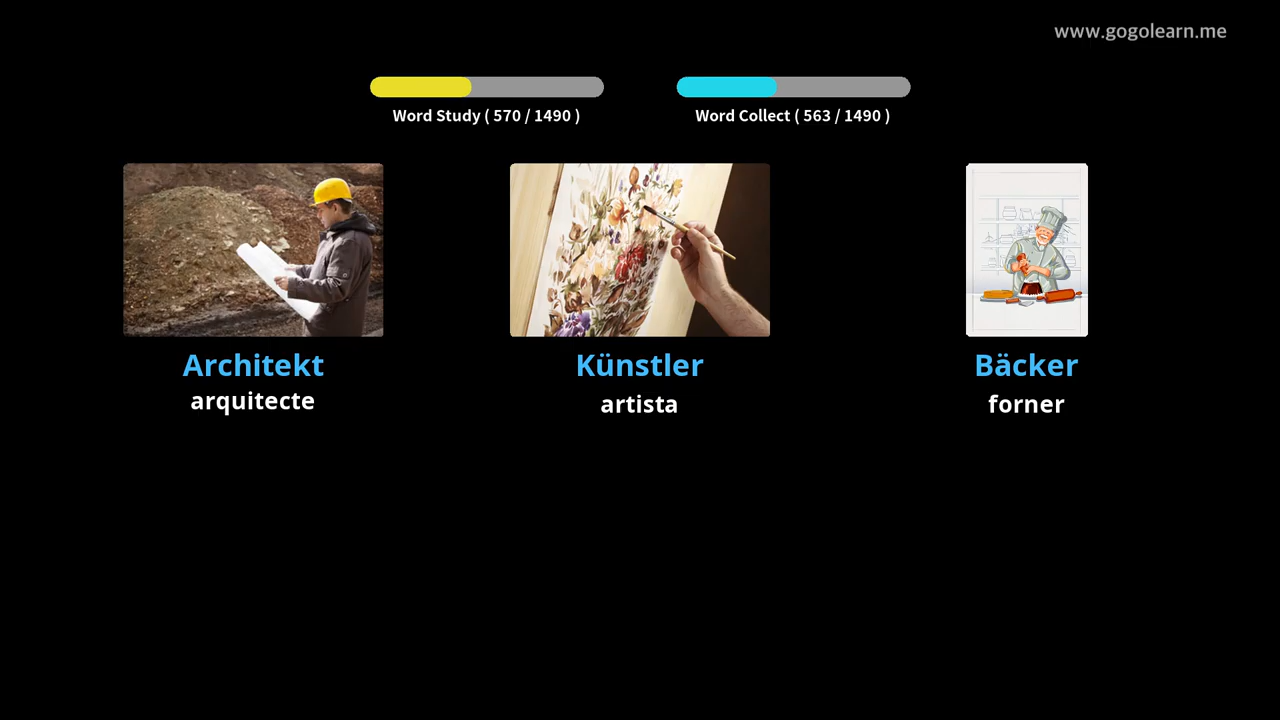 www.gogolearn.me
Word Study ( 570 / 1490 )
Word Collect ( 563 / 1490 )
Architekt
arquitecte
Künstler
artista
Bäcker
forner